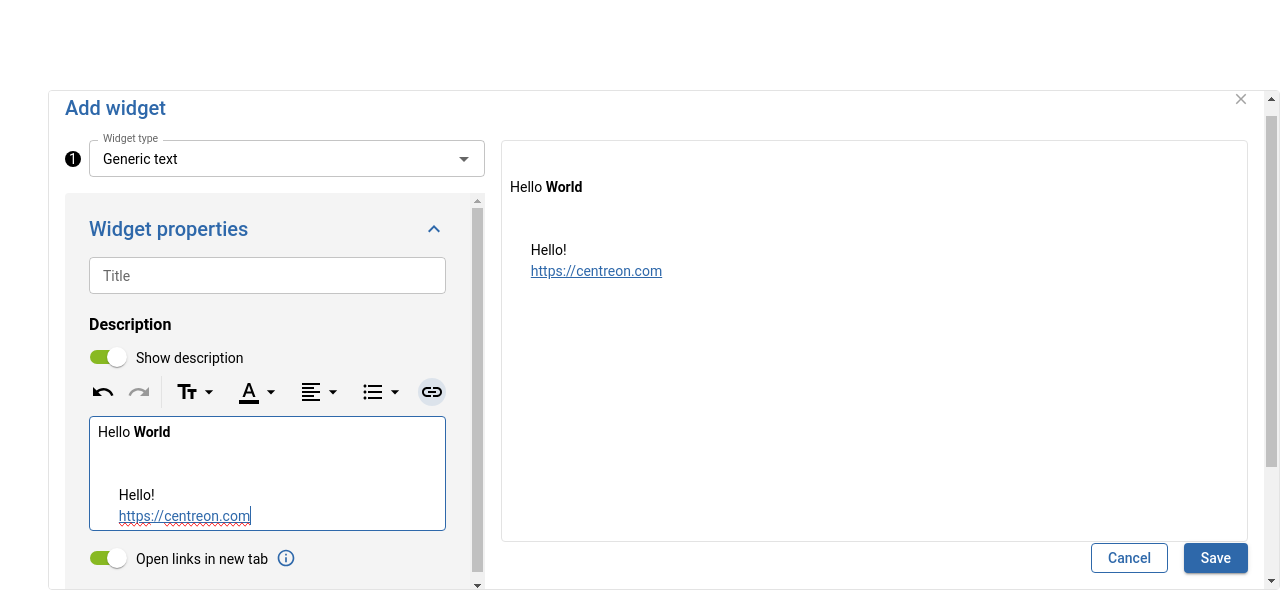 Add widget
Widget type
1
Generic text
Widget properties
Title
Description
Show description
Hello World
Hello!
https://centreon.com
Open links in new tab
Hello World
Hello!
https://centreon.com
Cancel
Save